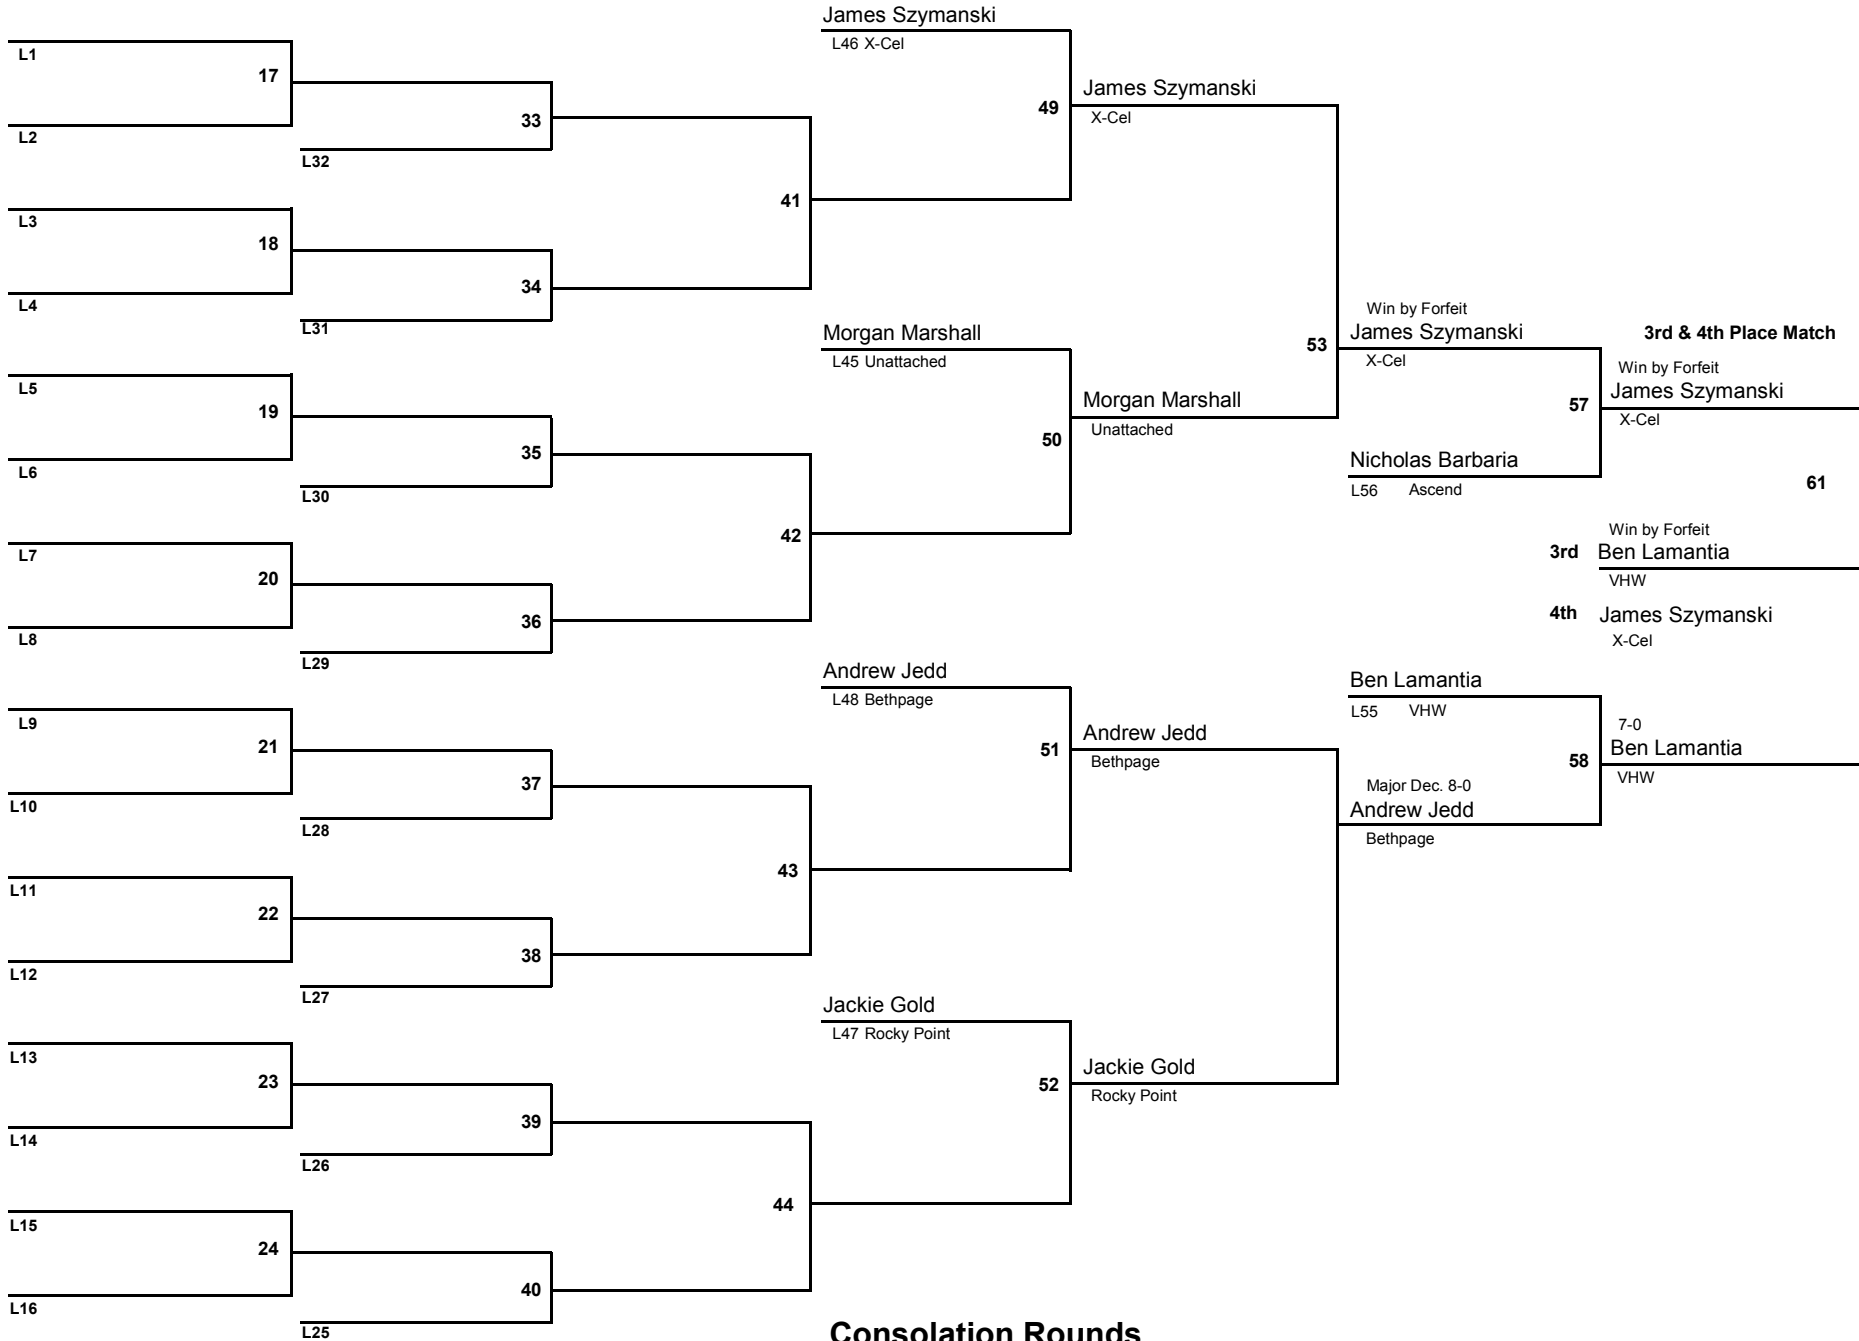 James Szymanski
L46 X-Cel
L1
17
L2
33
L32
49
James Szymanski
X-Cel
41
L3
18
L4
34
L31
Morgan Marshall
L45 Unattached
53
Win by Forfeit
James Szymanski
X-Cel
3rd & 4th Place Match
Win by Forfeit
James Szymanski
X-Cel
57
L5
19
L6
35
L30
50
Morgan Marshall
Unattached
Nicholas Barbaria
L56 Ascend
61
42
L7
20
L8
36
L29
Win by Forfeit
3rd Ben Lamantia
VHW
4th James Szymanski
X-Cel
Andrew Jedd
L48 Bethpage
Ben Lamantia
L55 VHW
L9
21
L10
37
L28
51
Andrew Jedd
Bethpage
58
7-0
Ben Lamantia
VHW
Major Dec. 8-0
Andrew Jedd
Bethpage
43
L11
22
L12
38
L27
Jackie Gold
L47 Rocky Point
L13
23
L14
39
L26
52
Jackie Gold
Rocky Point
44
L15
24
L16
40
L25
Consolation Rounds